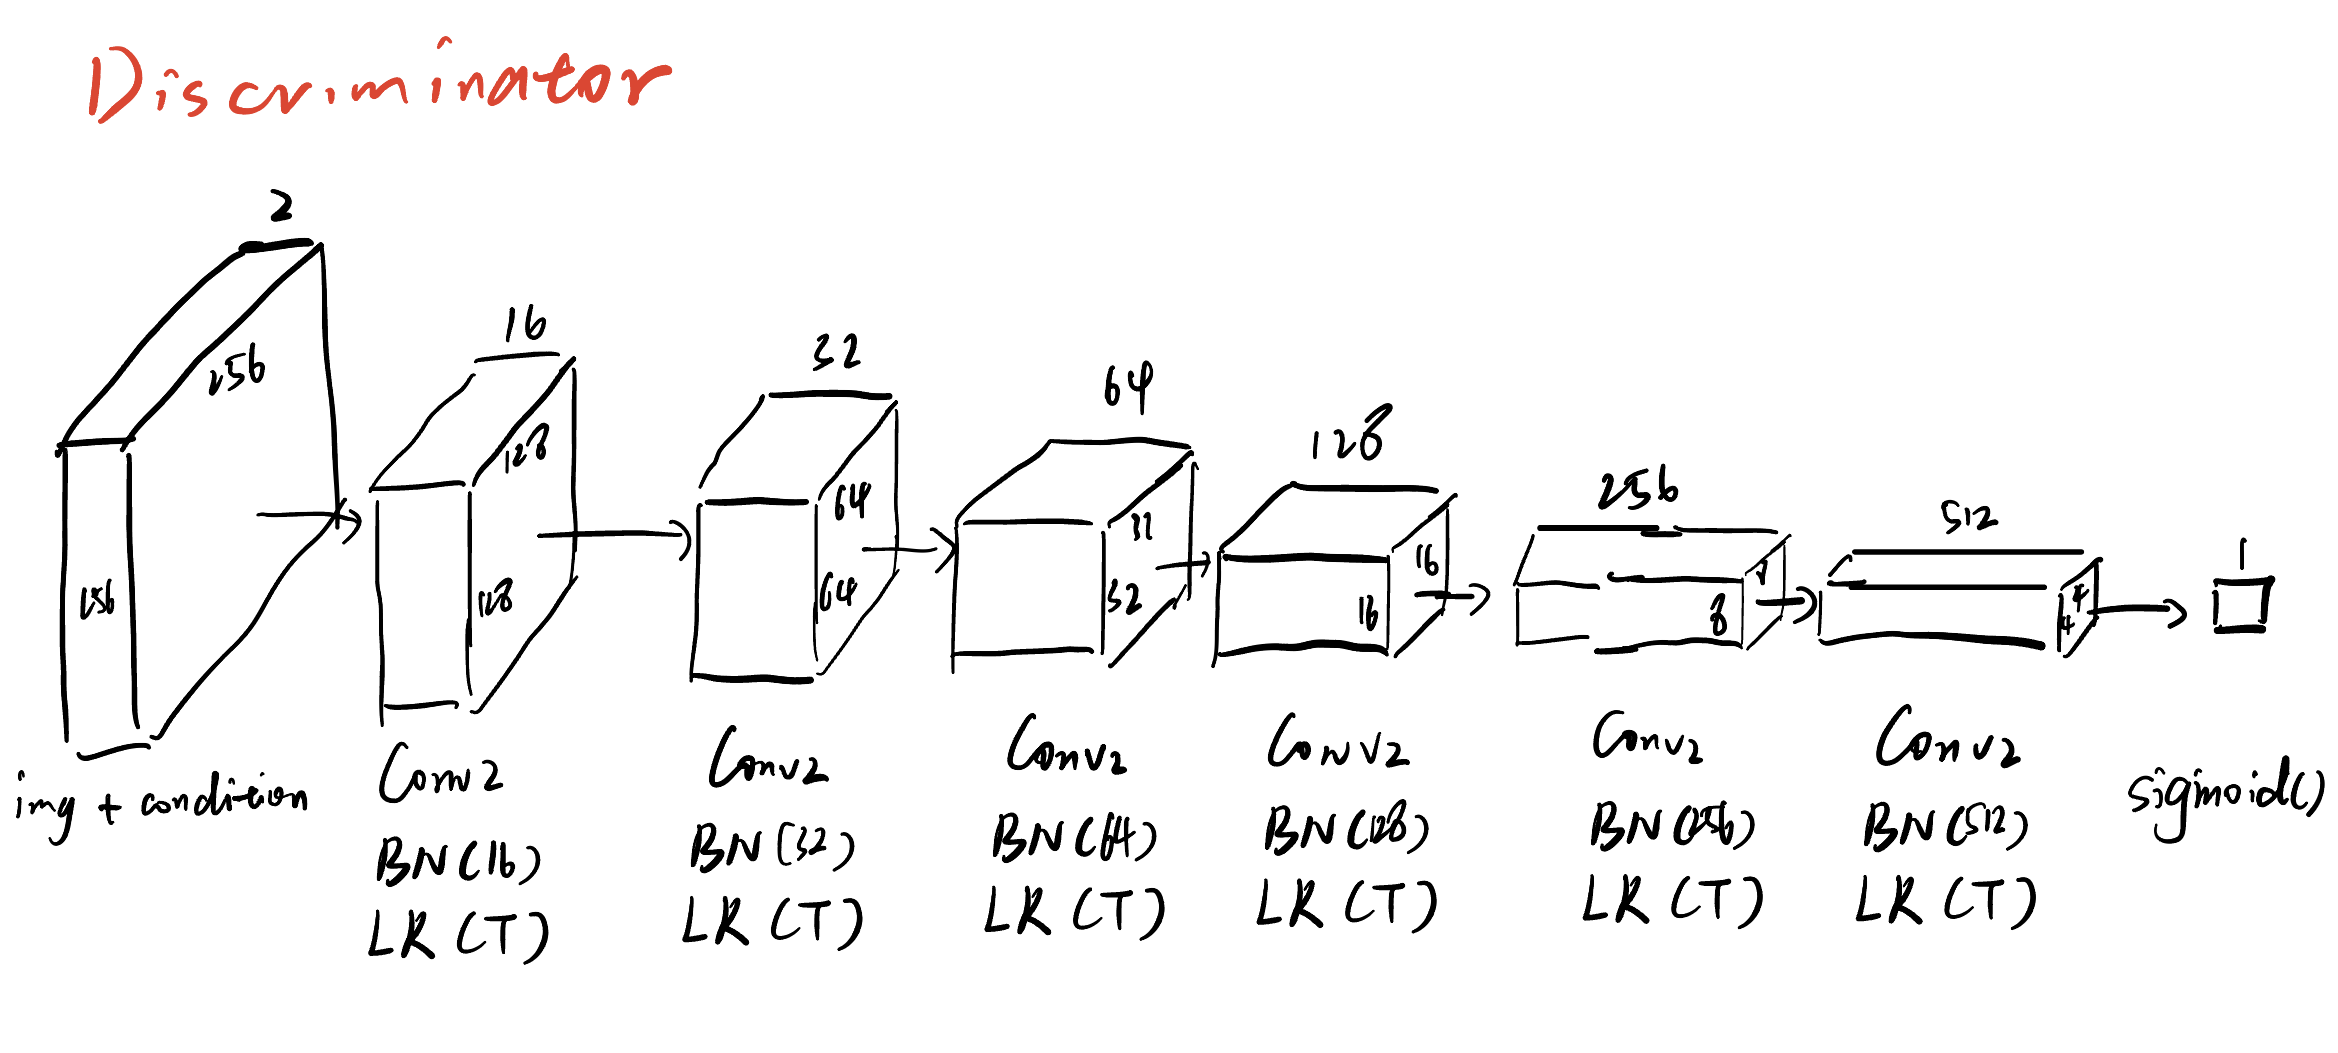 Discriminator
2
256
256
img + condition
16
128
128
Conv2
BN(16)
LR(T)
32
64
64
Conv2
BN(32)
LR(T)
64
32
32
Conv2
BN(64)
LR(T)
128
16
16
Conv2
BN(128)
LR(T)
256
8
8
Conv2
BN(256)
LR(T)
512
4
4
Conv2
BN(512)
LR(T)
1
sigmoid()